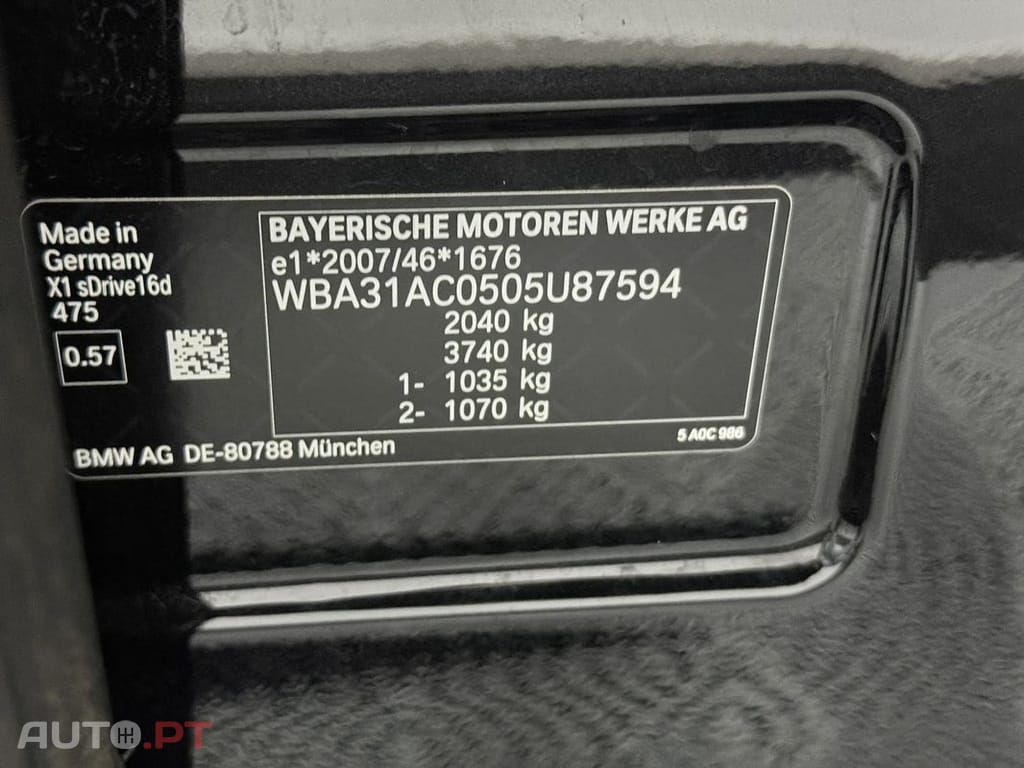 Made in
Germany
X1 sDrive16d
475
0.57
BAYERISCHE MOTOREN WERKE AG
e1*2007/46*1676
WBA31AC0505U87594
2040 kg
3740 kg
1- 1035 kg
2- 1070 kg
BMW AG DE-80788 München
5 A0C 986
AUTO.PT